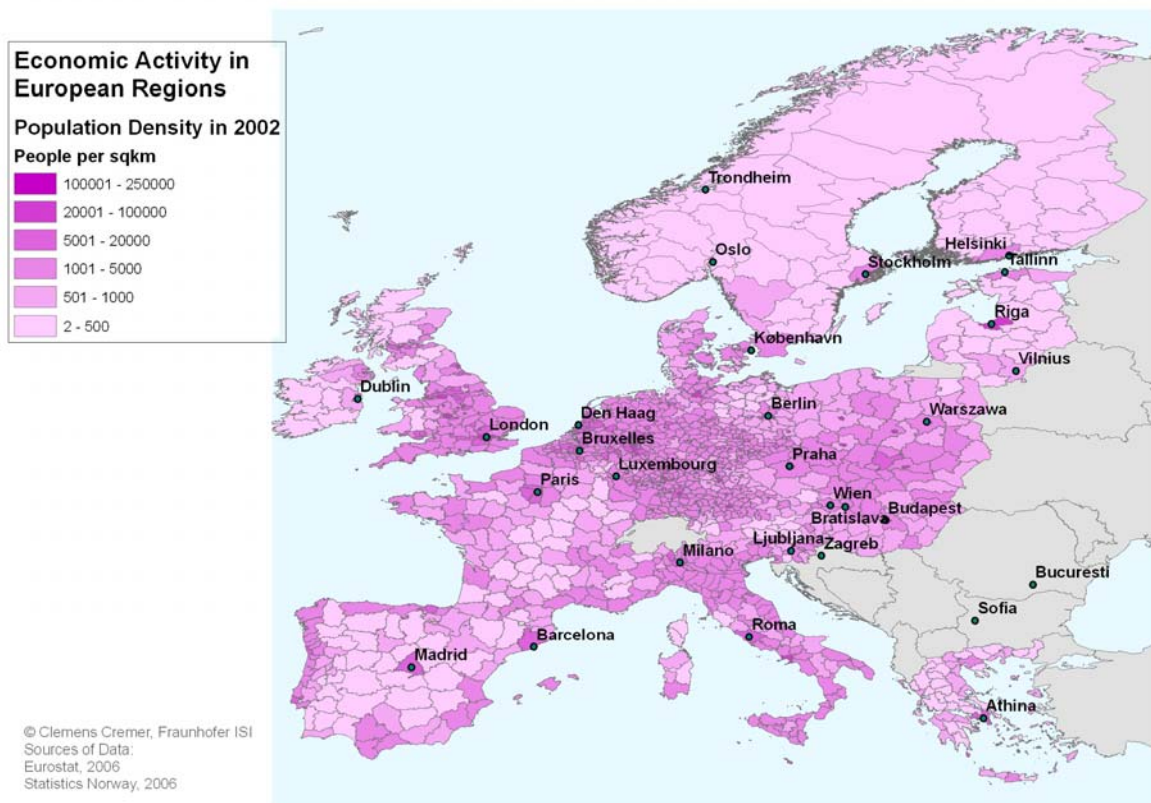 Economic Activity in
European Regions
Population Density in 2002
People per sqkm
100001 - 250000
20001 - 100000
5001 - 20000
1001 - 5000
501 - 1000
2 - 500
Trondheim
Oslo
Helsinki
Stockholm
Tallinn
Riga
København
Vilnius
Dublin
Berlin
Den Haag
Warszawa
London
Bruxelles
Luxembourg
Praha
Paris
Wien
Bratislava
Budapest
Ljubljana
Zagreb
Milano
Bucuresti
Sofia
Roma
Barcelona
Madrid
Athina
© Clemens Cremer, Fraunhofer ISI
Sources of Data:
Eurostat, 2006
Statistics Norway, 2006